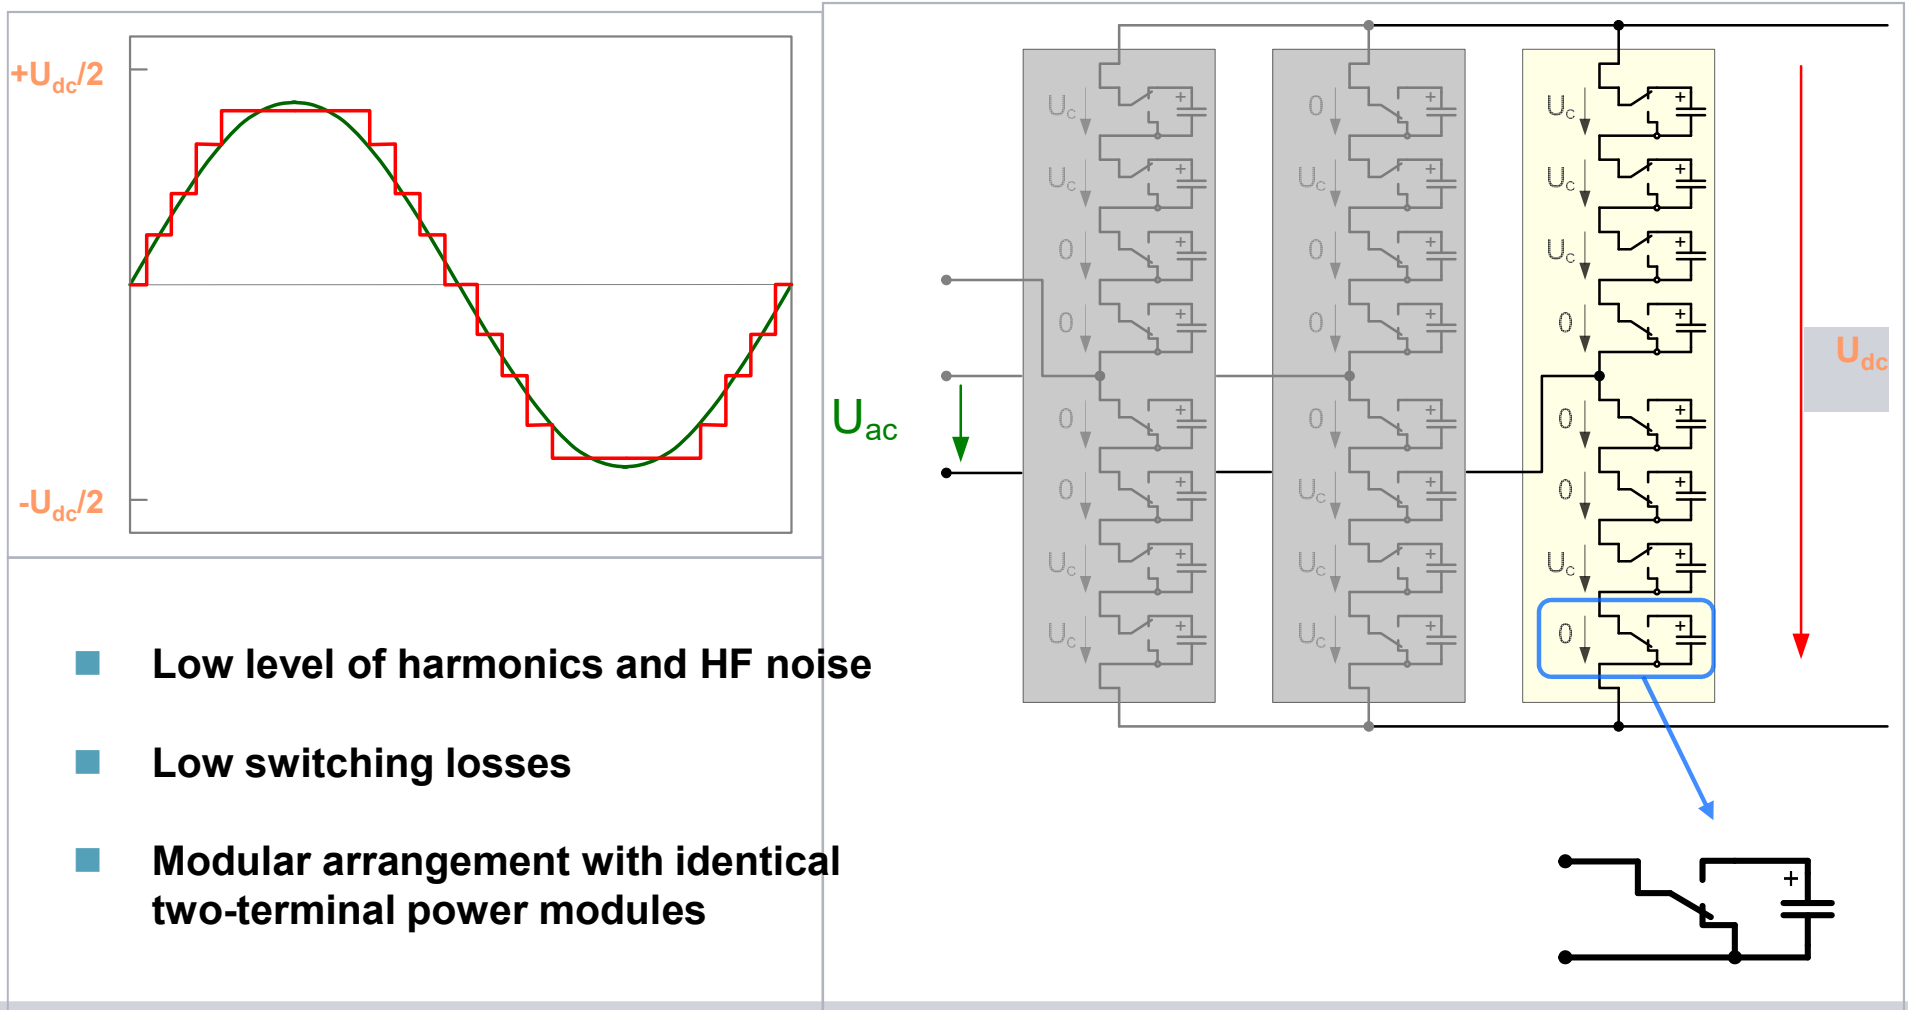 +Udc/2
-Udc/2
Low level of harmonics and HF noise
Low switching losses
Modular arrangement with identical
two-terminal power modules
Uac
Uc + 0 + Uc +
Uc + Uc + Uc +
0 + 0 + Uc +
0 + 0 + 0 +
Udc
0 + 0 + 0 +
0 + Uc + 0 +
Uc + Uc + Uc +
Uc + Uc + 0 +
+